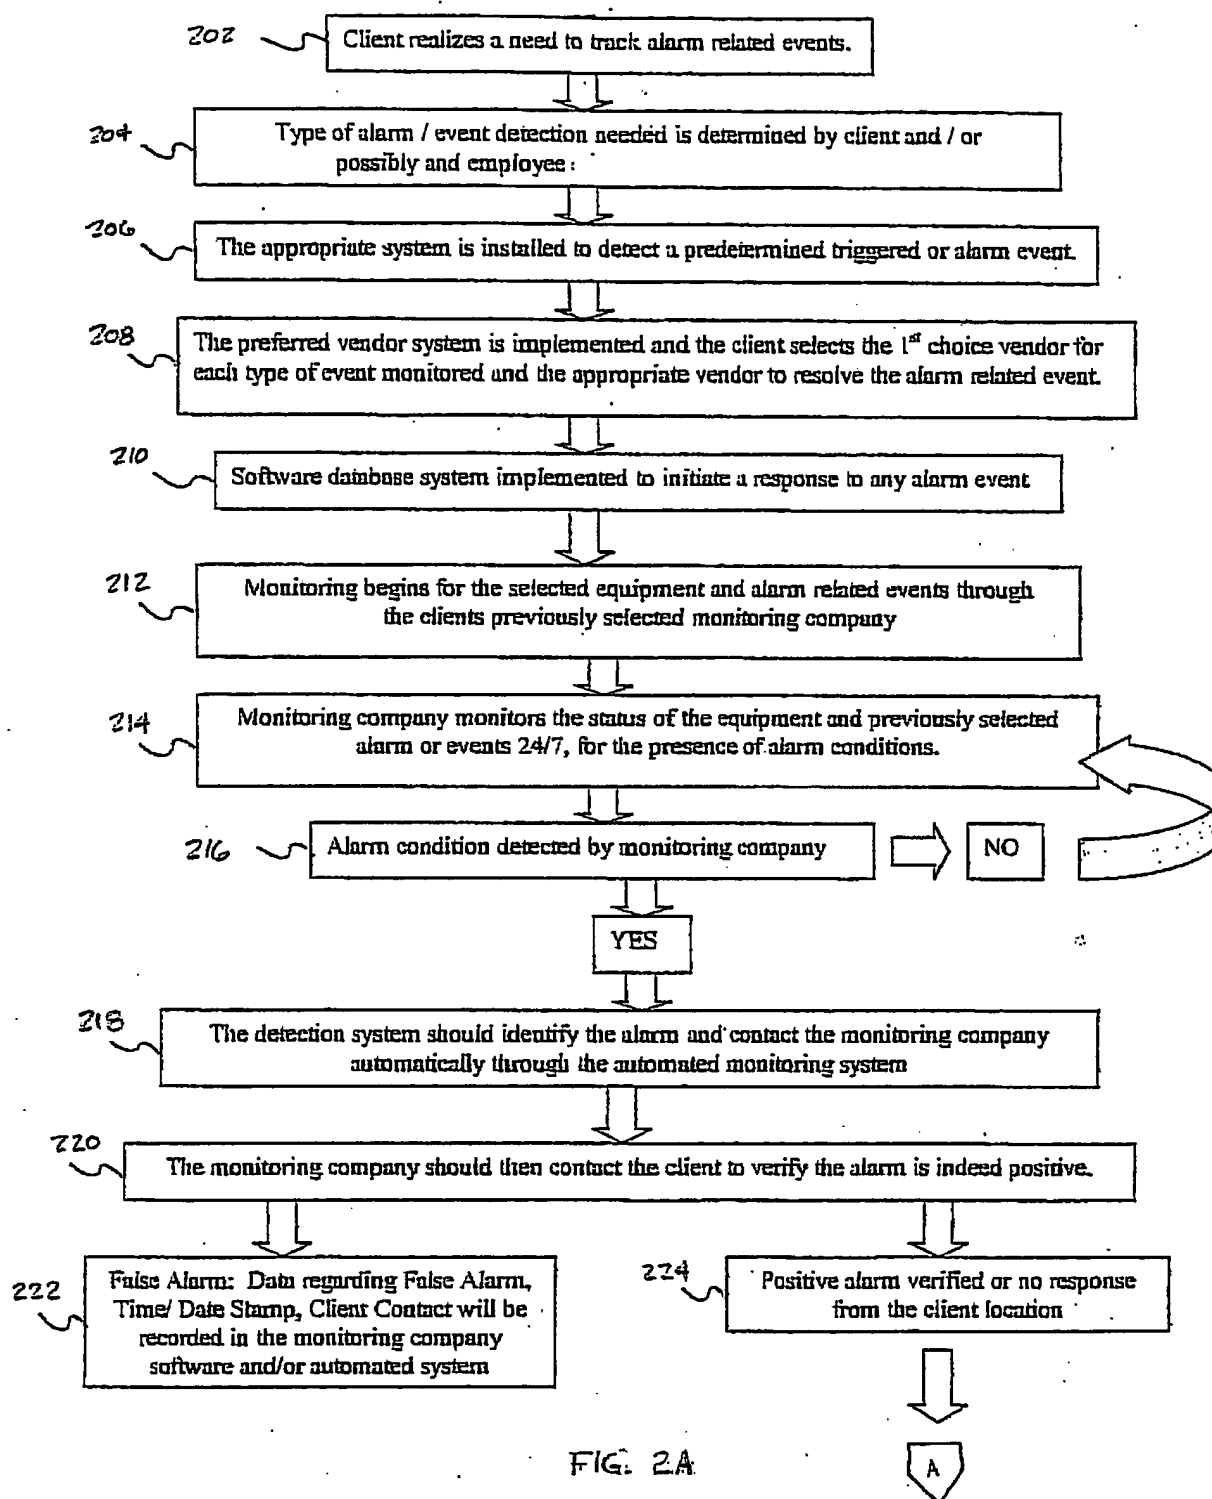 202
Client realizes a need to track alarm related events.
204
Type of alarm / event detection needed is determined by client and / or
possibly and employee :
206
The appropriate system is installed to detect a predetermined triggered or alarm event.
208
The preferred vendor system is implemented and the client selects the 1st choice vendor for
each type of event monitored and the appropriate vendor to resolve the alarm related event.
210
Software database system implemented to initiate a response to any alarm event
212
Monitoring begins for the selected equipment and alarm related events through
the clients previously selected monitoring company
214
Monitoring company monitors the status of the equipment and previously selected
alarm or events 24/7, for the presence of alarm conditions.
216
Alarm condition detected by monitoring company
NO
YES
218
The detection system should identify the alarm and contact the monitoring company
automatically through the automated monitoring system
220
The monitoring company should then contact the client to verify the alarm is indeed positive.
222
False Alarm: Data regarding False Alarm,
Time/ Date Stamp, Client Contact will be
recorded in the monitoring company
software and/or automated system
224
Positive alarm verified or no response
from the client location
FIG. 2A
A